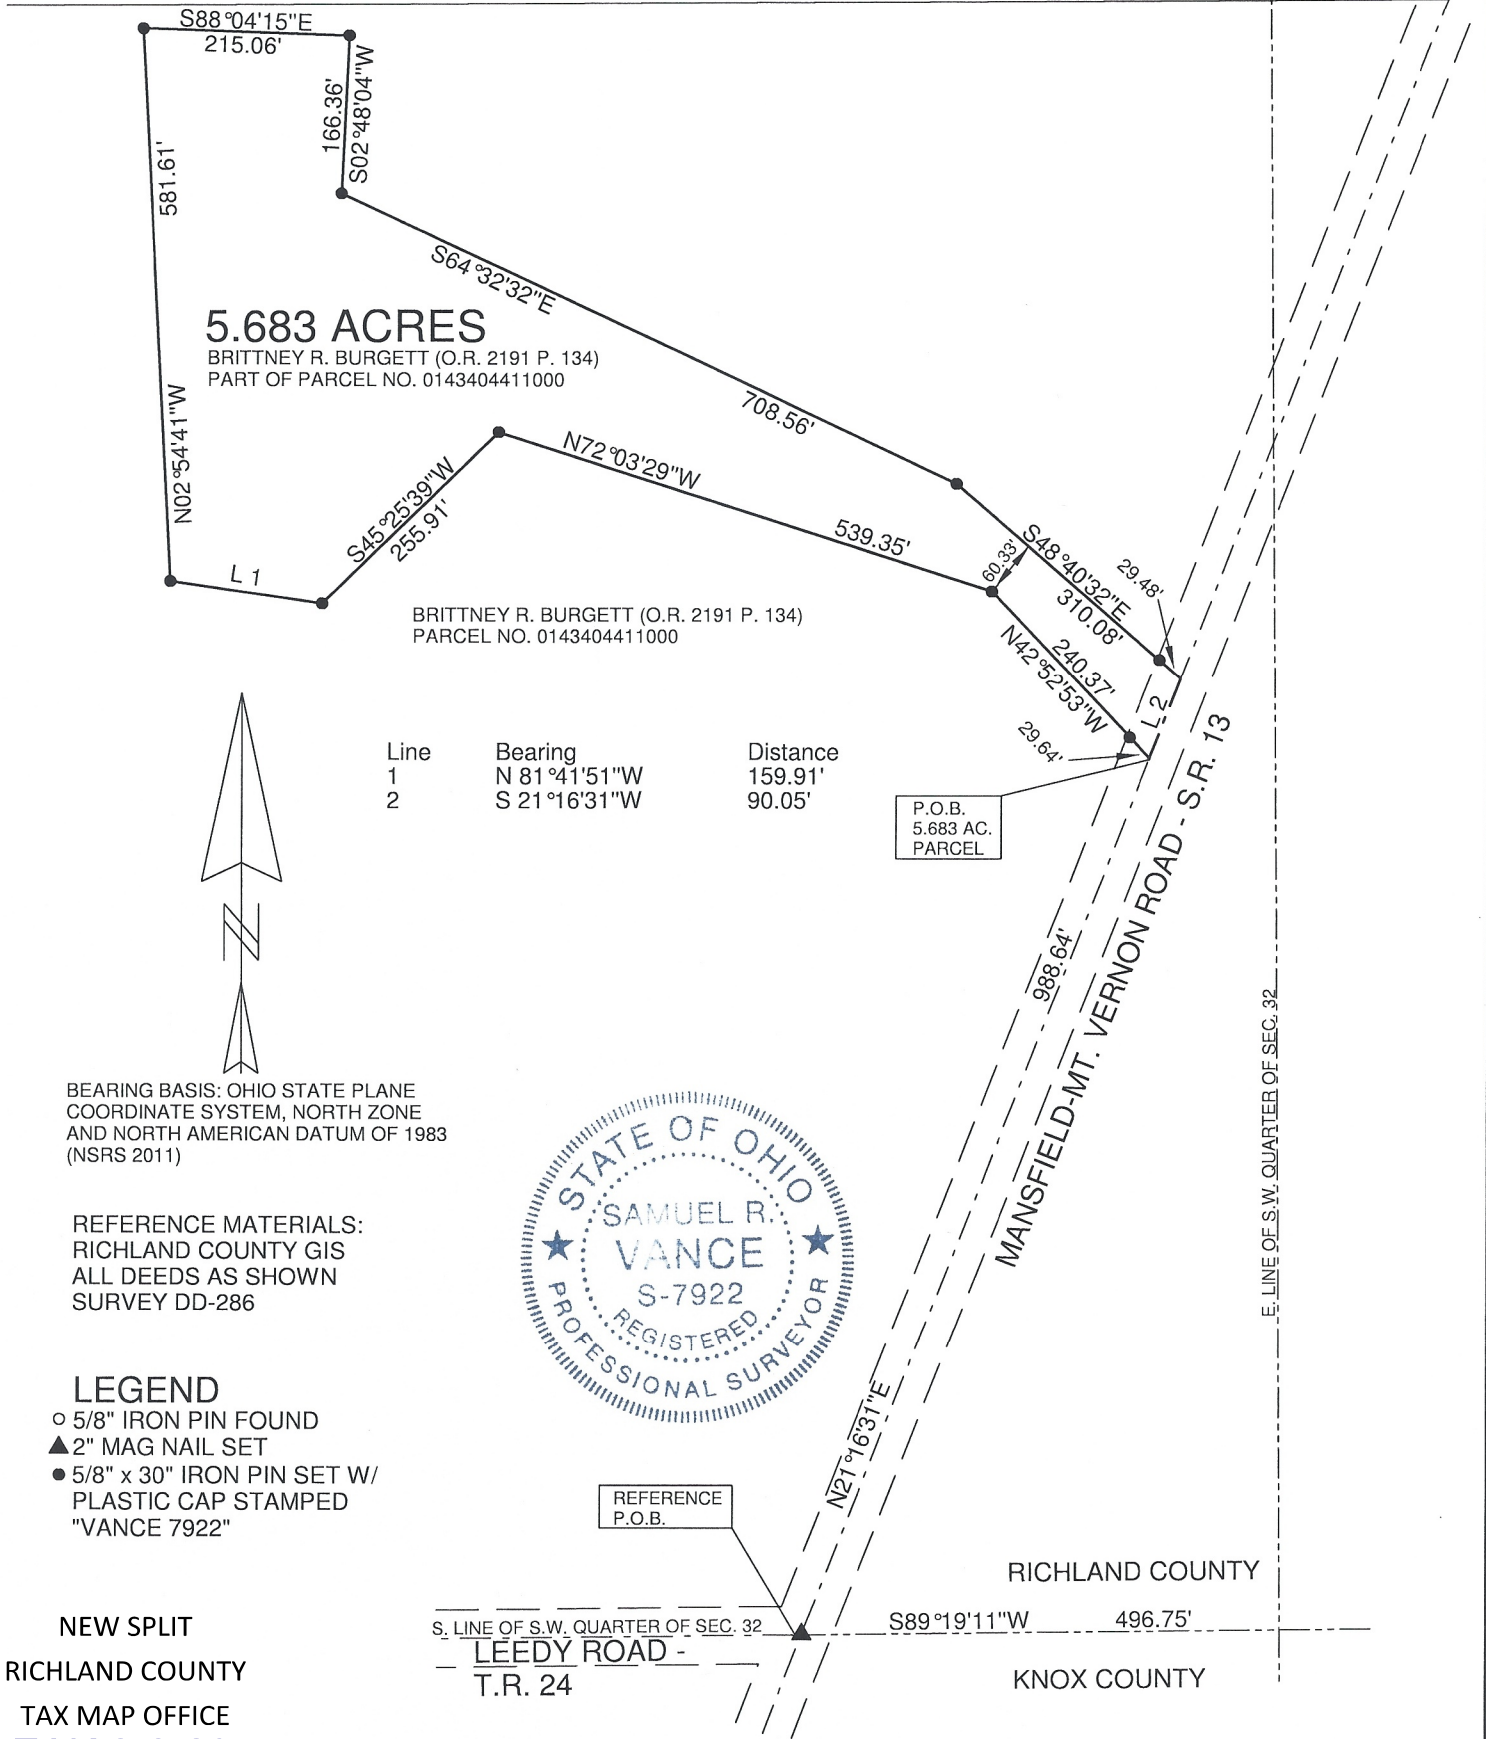 S88°04'15"E
215.06'
166.36'
S02°48'04"W
581.61'
N02°54'41"W
S64°32'32"E
708.56'
5.683 ACRES
BRITTNEY R. BURGETT (O.R. 2191 P. 134)
PART OF PARCEL NO. 0143404411000
N72°03'29"W
539.35'
S45°25'39"W
255.91'
L 1
60.33'
S48°40'32"E
310.08'
29.48'
BRITTNEY R. BURGETT (O.R. 2191 P. 134)
PARCEL NO. 0143404411000
240.37'
N42°52'53"W
L 2
29.64'
Line Bearing Distance
1 N 81°41'51"W 159.91'
2 S 21°16'31"W 90.05'
P.O.B.
5.683 AC.
PARCEL
N
988.64'
MANSFIELD-MT. VERNON ROAD - S.R. 13
E. LINE OF S.W. QUARTER OF SEC. 32
BEARING BASIS: OHIO STATE PLANE
COORDINATE SYSTEM, NORTH ZONE
AND NORTH AMERICAN DATUM OF 1983
(NSRS 2011)
STATE OF OHIO
SAMUEL R.
VANCE
S-7922
REGISTERED
PROFESSIONAL SURVEYOR
REFERENCE MATERIALS:
RICHLAND COUNTY GIS
ALL DEEDS AS SHOWN
SURVEY DD-286
LEGEND
5/8" IRON PIN FOUND
2" MAG NAIL SET
5/8" x 30" IRON PIN SET W/
PLASTIC CAP STAMPED
"VANCE 7922"
N21°16'31"E
REFERENCE
P.O.B.
RICHLAND COUNTY
S. LINE OF S.W. QUARTER OF SEC. 32
S89°19'11"W 496.75'
LEEDY ROAD -
T.R. 24
KNOX COUNTY
NEW SPLIT
RICHLAND COUNTY
TAX MAP OFFICE